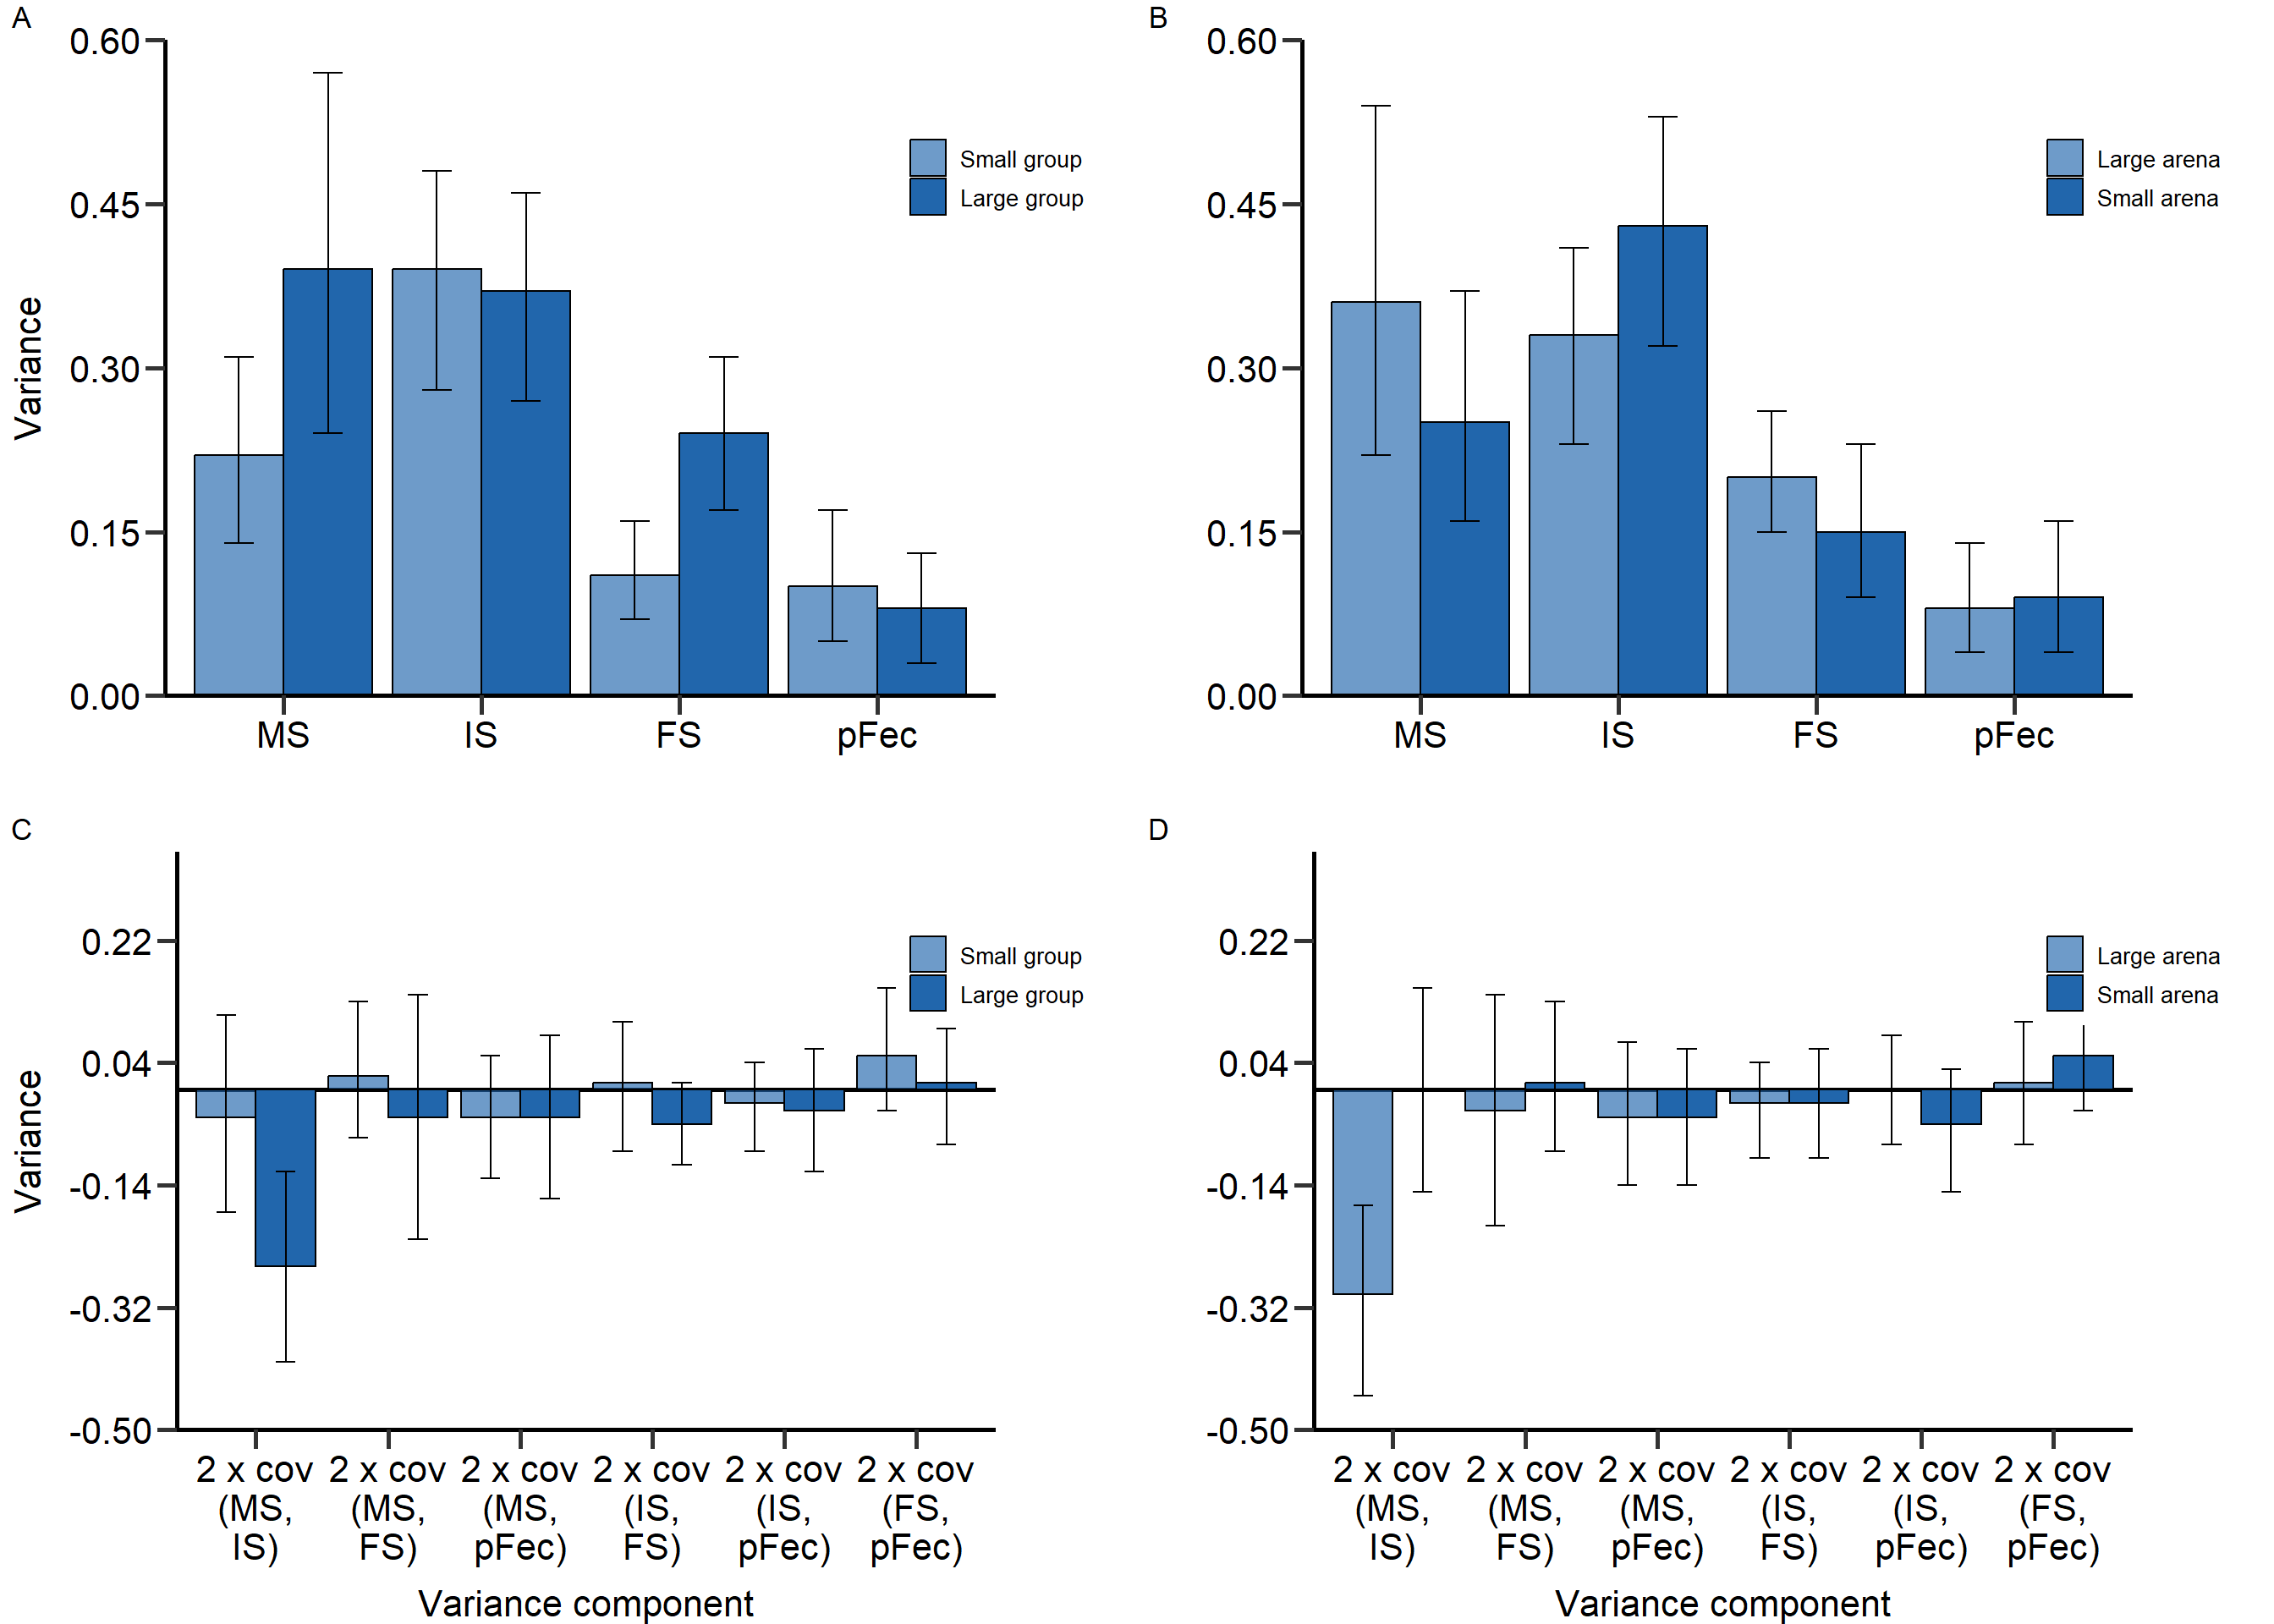 A
0.60
0.45
0.30
0.15
0.00
Variance
Small group
Large group
MS IS FS pFec
B
0.60
0.45
0.30
0.15
0.00
Large arena
Small arena
MS IS FS pFec
C
0.22
0.04
-0.14
-0.32
-0.50
Variance
Small group
Large group
2 x cov 2 x cov 2 x cov 2 x cov 2 x cov 2 x cov
(MS, (MS, (MS, (IS, (IS, (FS,
IS) FS) pFec) FS) pFec) pFec)
Variance component
D
0.22
0.04
-0.14
-0.32
-0.50
Large arena
Small arena
2 x cov 2 x cov 2 x cov 2 x cov 2 x cov 2 x cov
(MS, (MS, (MS, (IS, (IS, (FS,
IS) FS) pFec) FS) pFec) pFec)
Variance component